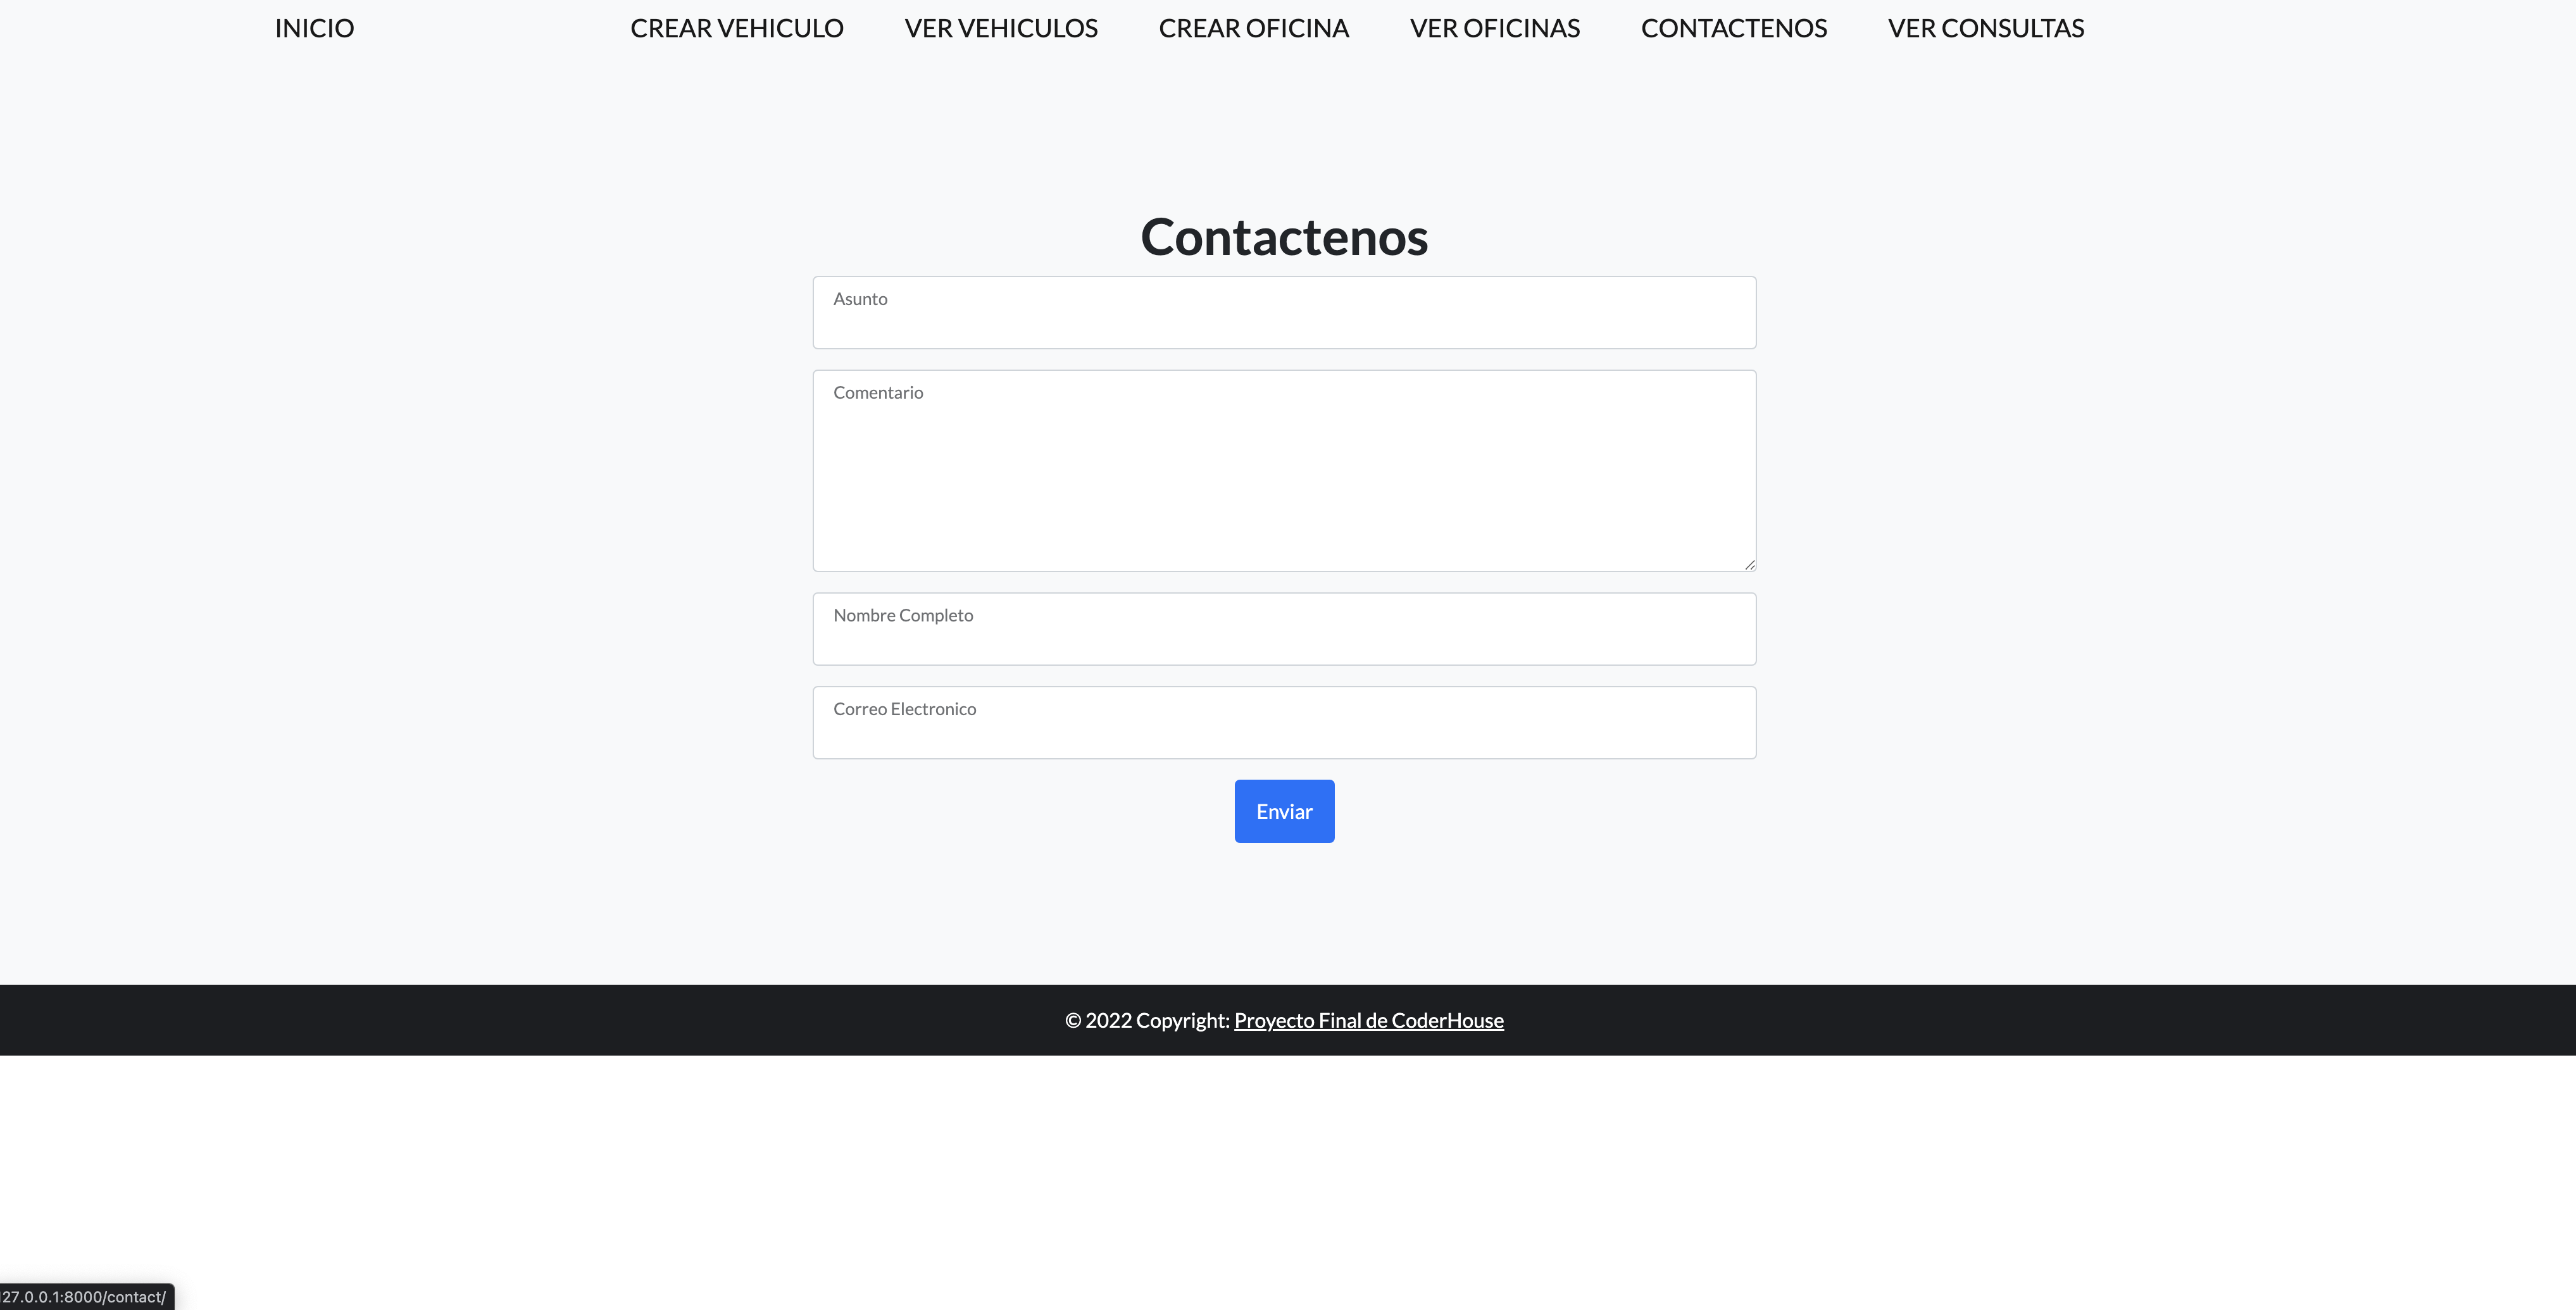 INICIO CREAR VEHICULO VER VEHICULOS CREAR OFICINA VER OFICINAS CONTACTENOS VER CONSULTAS
Contactenos
Asunto
Comentario
Nombre Completo
Correo Electronico
Enviar
© 2022 Copyright: Proyecto Final de CoderHouse
127.0.0.1:8000/contact/